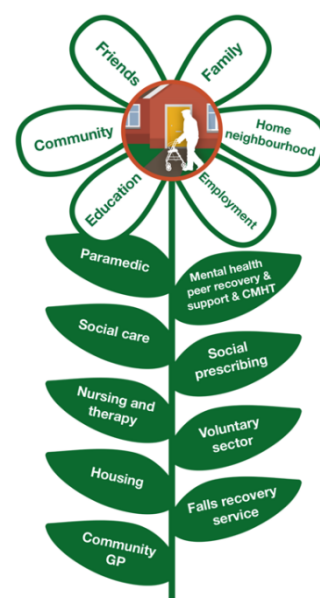 Friends
Family
Community
Home
neighbourhood
Education
Employment
Paramedic
Mental health
peer recovery &
support & CMHT
Social care
Social
prescribing
Nursing and
therapy
Voluntary
sector
Housing
Falls recovery
service
Community
GP